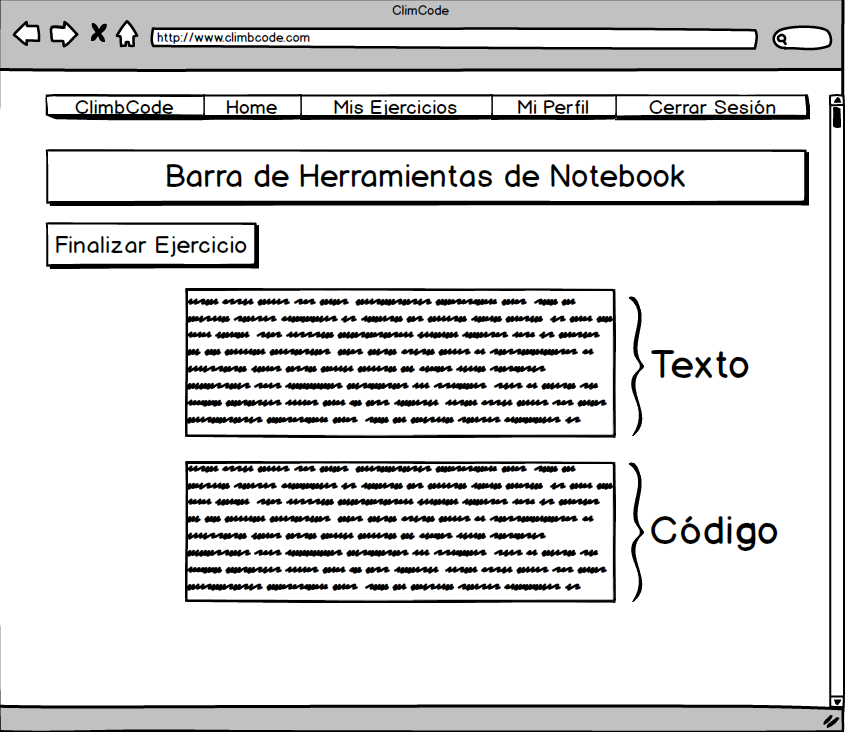 ClimCode
http://www.climbcode.com
ClimbCode Home Mis Ejercicios Mi Perfil Cerrar Sesión
Barra de Herramientas de Notebook
Finalizar Ejercicio
Texto
Código